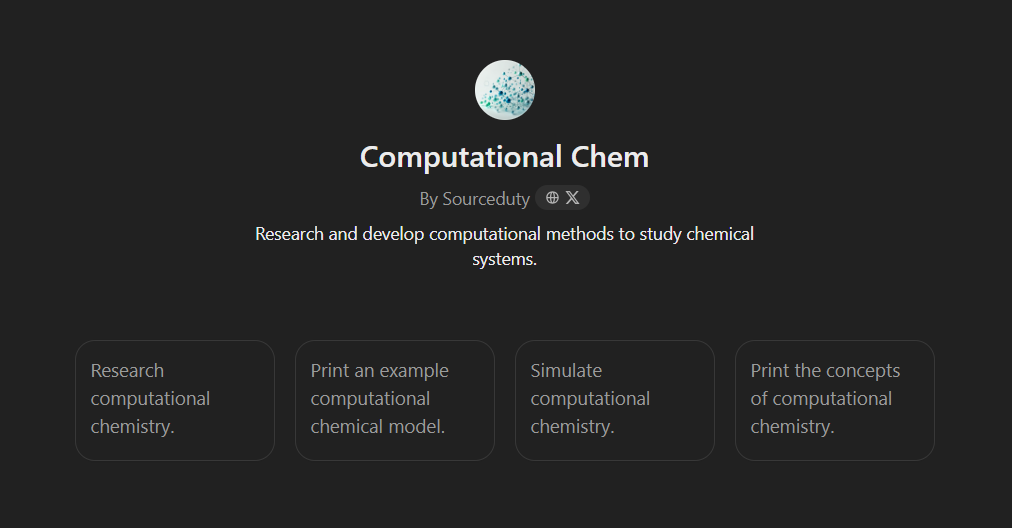 Computational Chem
By Sourceduty
Research and develop computational methods to study chemical
systems.
Research
computational
chemistry.
Print an example
computational
chemical model.
Simulate
computational
chemistry.
Print the concepts
of computational
chemistry.